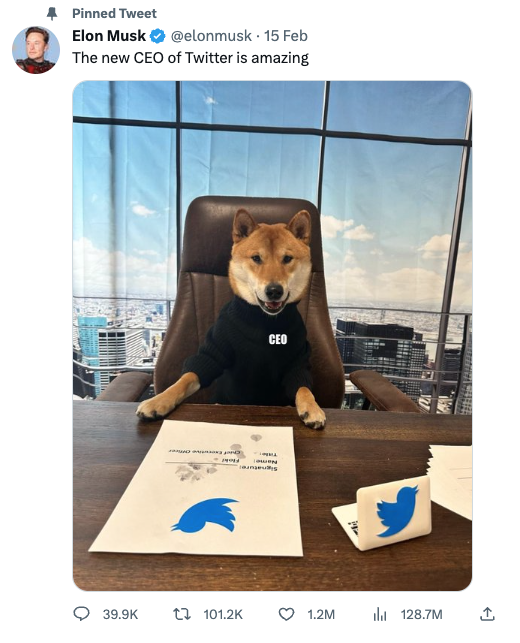 Pinned Tweet
Elon Musk @elonmusk · 15 Feb
The new CEO of Twitter is amazing
CEO
Title: Chief Executive Officer
Name: Floki
Signature:
39.9K 101.2K 1.2M 128.7M